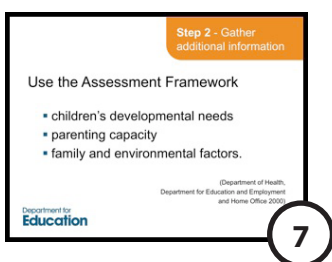 Step 2 - Gather
additional information
Use the Assessment Framework
▪ children's developmental needs
▪ parenting capacity
▪ family and environmental factors.
(Department of Health,
Department for Education and Employment
and Home Office 2000)
Department for
Education
7